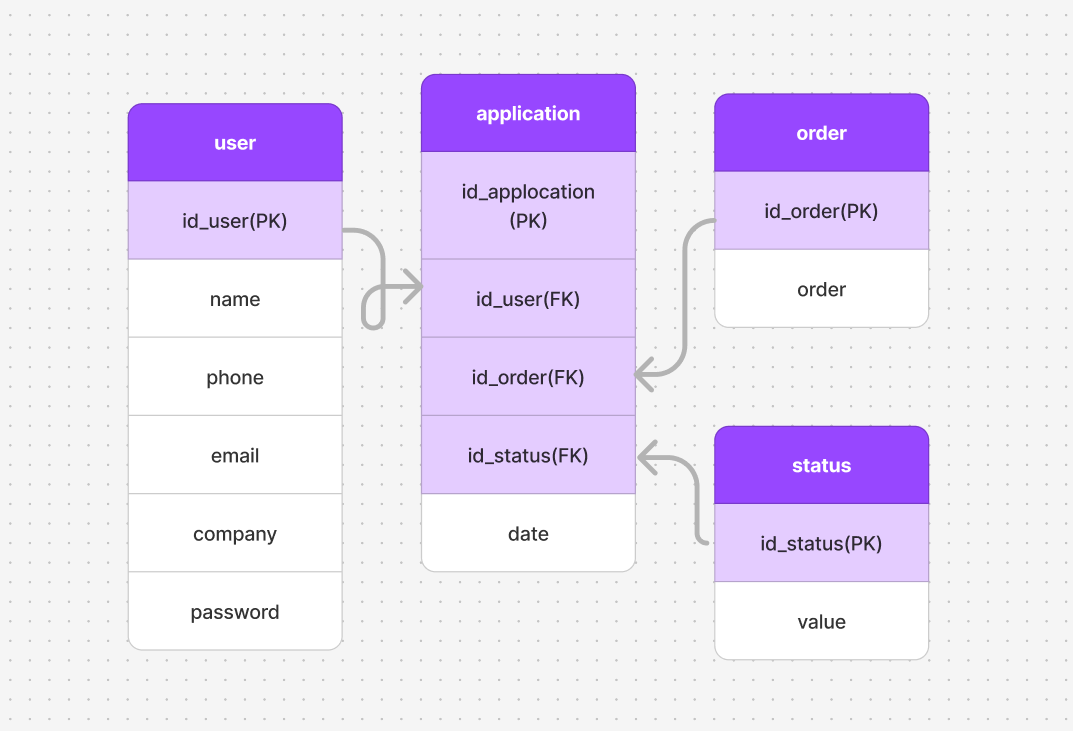 user
id_user(PK)
name
phone
email
company
password
application
id_applocation
(PK)
id_user(FK)
id_order(FK)
id_status(FK)
date
order
id_order(PK)
order
status
id_status(PK)
value